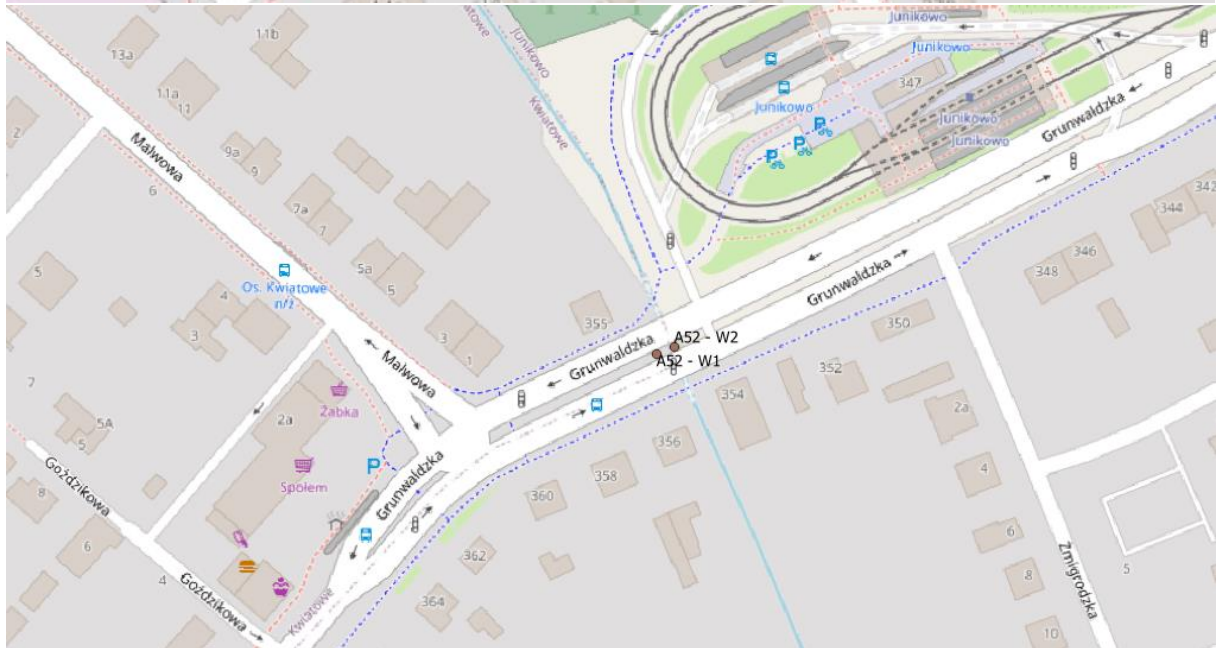 Junikowo
11b
13a
Junikowo
Kwiatowe
Junikowo
Kwiatowe
Junikowo
347
11a
11
Junikowo
Junikowo
Junikowo
P
P
P
Grunwaldzka
2
Malwowa
9a
9
6
7a
7
342
344
346
348
5
5a
5
Os. Kwiatowe
n/ż
4
3
3
1
355
Grunwaldzka
350
A52 - W2
A52 - W1
Grunwaldzka
352
Malwowa
7
Żabka
2a
354
2a
5A
5
356
P
Społem
358
4
Goździkowa
Grunwaldzka
360
8
6
362
6
Żmigrodzka
5
4
Goździkowa
Kwiatowe
364
8
10